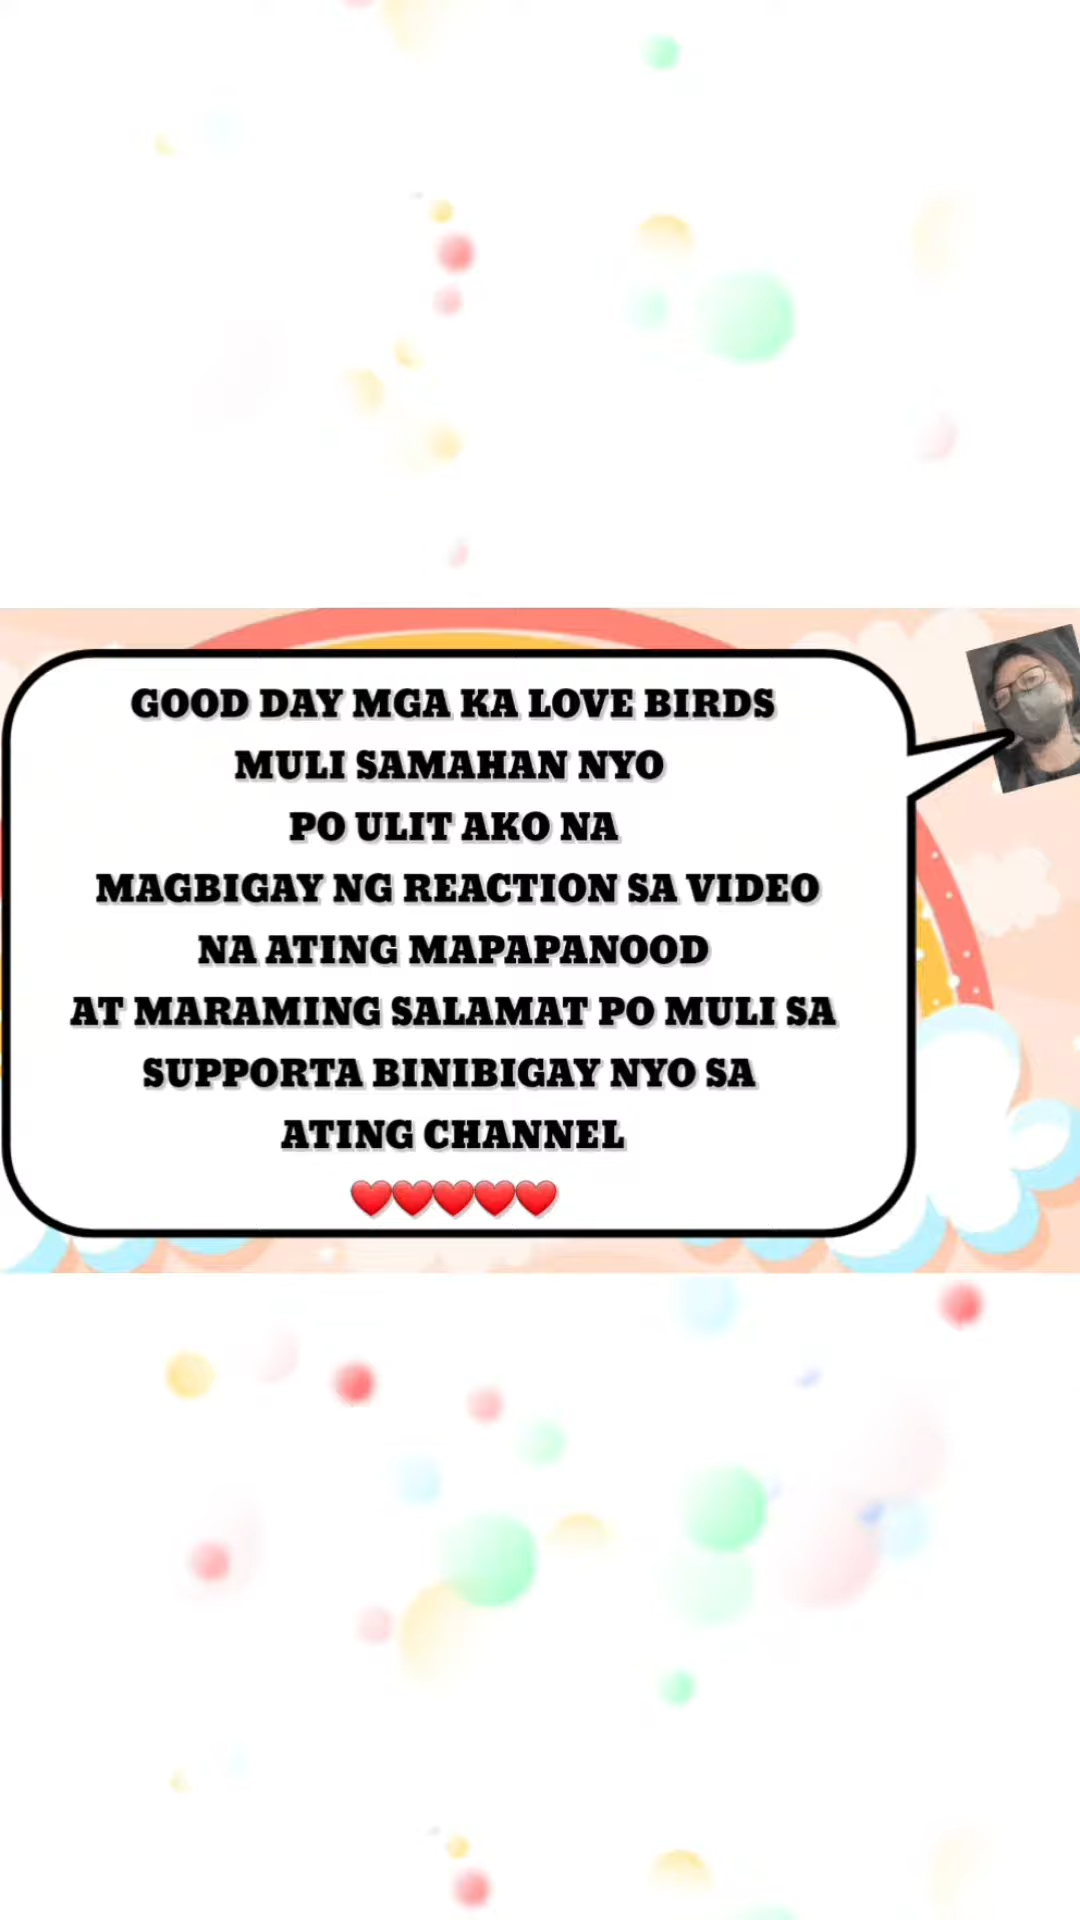 GOOD DAY MGA KA LOVE BIRDS
MULI SAMAHAN NYO
PO ULIT AKO NA
MAGBIGAY NG REACTION SA VIDEO
NA ATING MAPAPANOOD
AT MARAMING SALAMAT PO MULI SA
SUPPORTA BINIBIGAY NYO SA
ATING CHANNEL
❤️❤️❤️❤️❤️